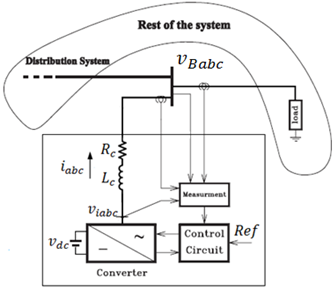 Rest of the system
Distribution System
v_Babc
load
R_c
i_abc
L_c
v_iabc
Measurment
v_dc
~
−
Control
Circuit
Ref
Converter